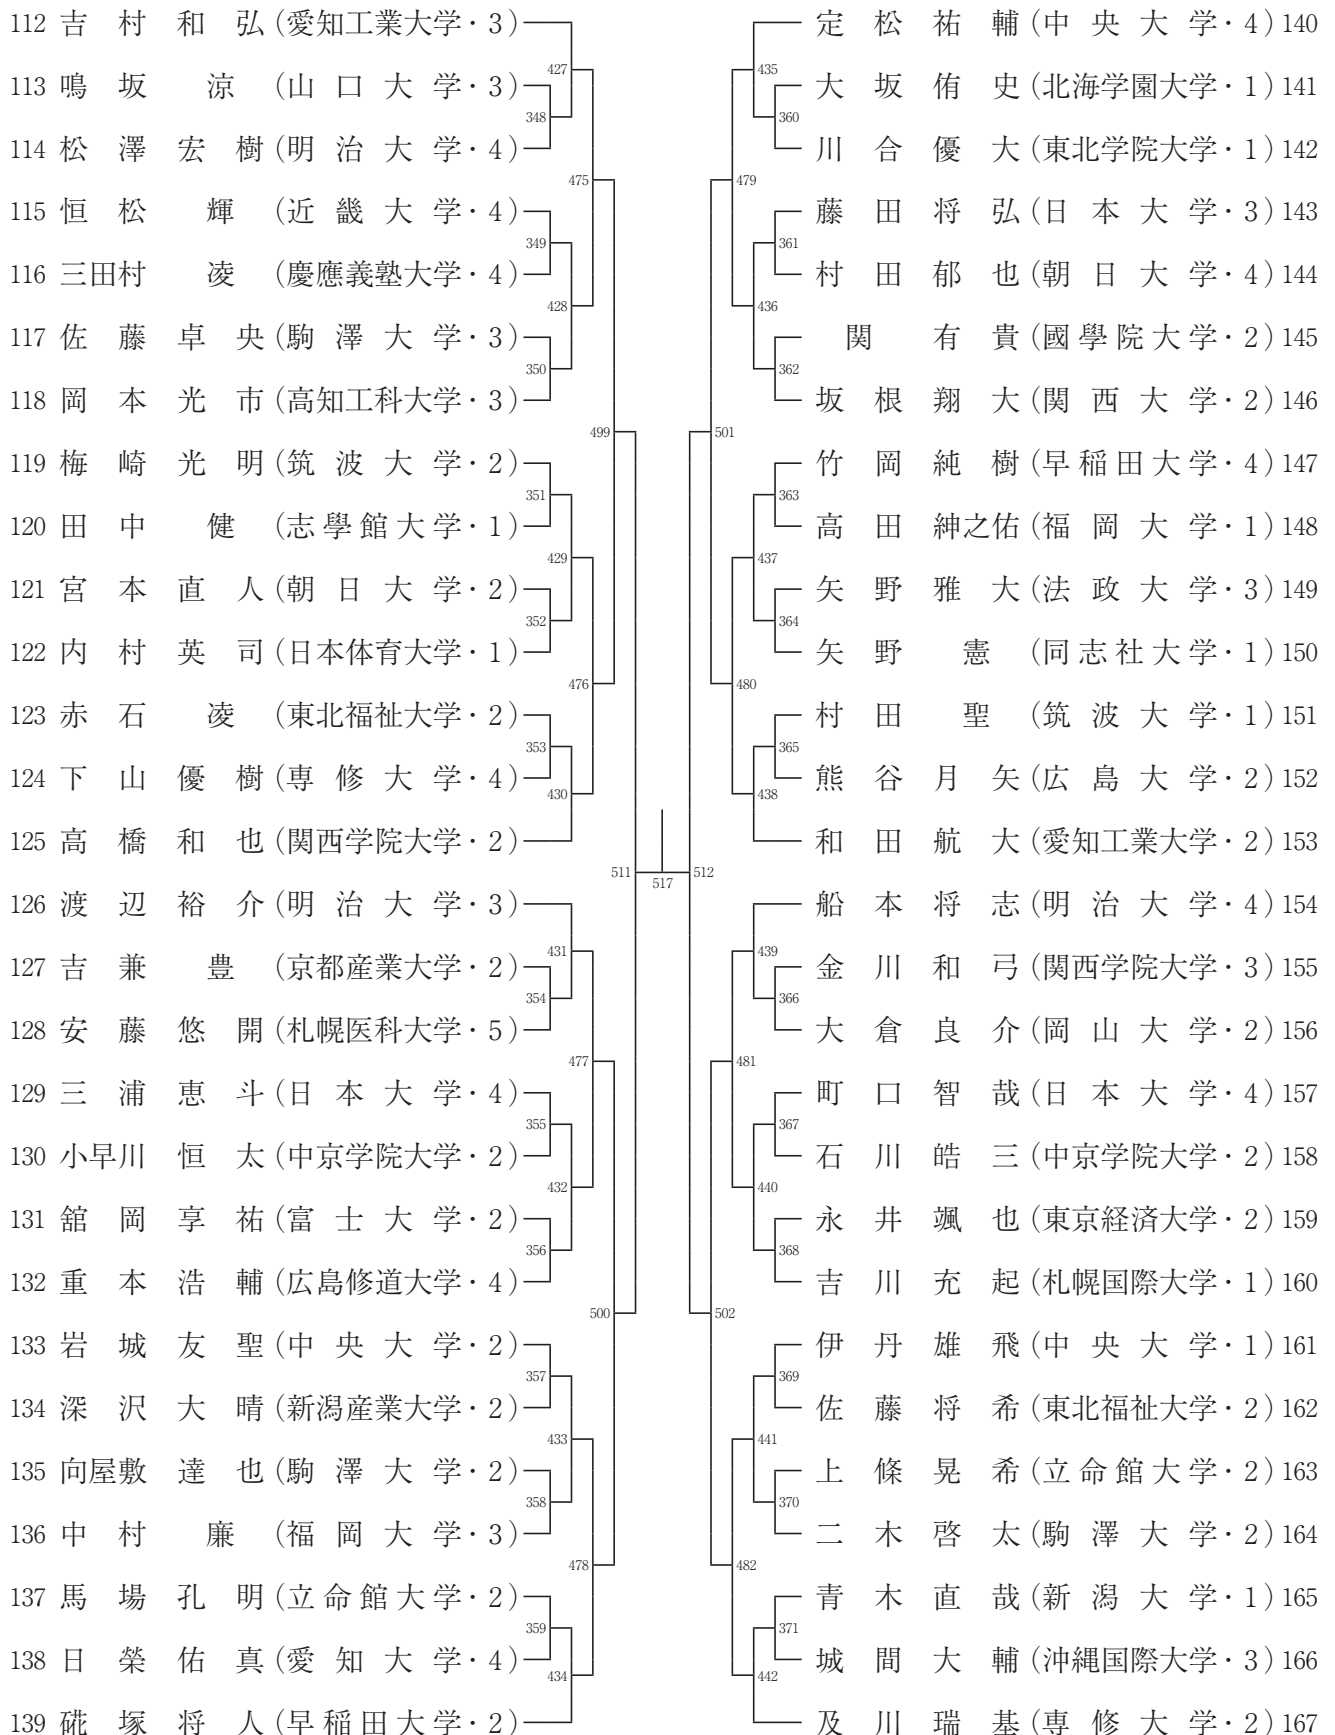 112 吉村和弘(愛知工業大学・3)
427
113 鳴坂涼(山口大学・3)
348
114 松澤宏樹(明治大学・4)
475
115 恒松輝(近畿大学・4)
349
116 三田村凌(慶應義塾大学・4)
428
117 佐藤卓央(駒澤大学・3)
350
118 岡本光市(高知工科大学・3)
499
119 梅崎光明(筑波大学・2)
351
120 田中健(志學館大学・1)
429
121 宮本直人(朝日大学・2)
352
122 内村英司(日本体育大学・1)
476
123 赤石凌(東北福祉大学・2)
353
124 下山優樹(専修大学・4)
430
125 高橋和也(関西学院大学・2)
511
517
126 渡辺裕介(明治大学・3)
431
127 吉兼豊(京都産業大学・2)
354
128 安藤悠開(札幌医科大学・5)
477
129 三浦恵斗(日本大学・4)
355
130 小早川恒太(中京学院大学・2)
432
131 舘岡享祐(富士大学・2)
356
132 重本浩輔(広島修道大学・4)
500
133 岩城友聖(中央大学・2)
357
134 深沢大晴(新潟産業大学・2)
433
135 向屋敷達也(駒澤大学・2)
358
136 中村廉(福岡大学・3)
478
137 馬場孔明(立命館大学・2)
359
138 日榮佑真(愛知大学・4)
434
139 硴塚将人(早稲田大学・2)
定松祐輔(中央大学・4)140
435
大坂侑史(北海学園大学・1)141
360
川合優大(東北学院大学・1)142
479
藤田将弘(日本大学・3)143
361
村田郁也(朝日大学・4)144
436
関有貴(國學院大学・2)145
362
坂根翔大(関西大学・2)146
501
竹岡純樹(早稲田大学・4)147
363
高田紳之佑(福岡大学・1)148
437
矢野雅大(法政大学・3)149
364
矢野憲(同志社大学・1)150
480
村田聖(筑波大学・1)151
365
熊谷月矢(広島大学・2)152
438
和田航大(愛知工業大学・2)153
512
船本将志(明治大学・4)154
439
金川和弓(関西学院大学・3)155
366
大倉良介(岡山大学・2)156
481
町口智哉(日本大学・4)157
367
石川皓三(中京学院大学・2)158
440
永井颯也(東京経済大学・2)159
368
吉川充起(札幌国際大学・1)160
502
伊丹雄飛(中央大学・1)161
369
佐藤将希(東北福祉大学・2)162
441
上條晃希(立命館大学・2)163
370
二木啓太(駒澤大学・2)164
482
青木直哉(新潟大学・1)165
371
城間大輔(沖縄国際大学・3)166
442
及川瑞基(専修大学・2)167